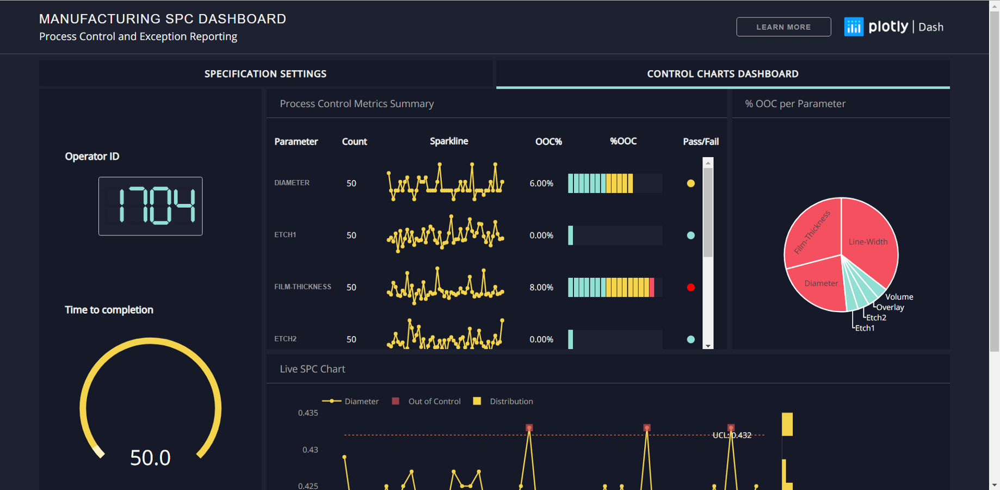 MANUFACTURING SPC DASHBOARD
Process Control and Exception Reporting
LEARN MORE
plotly | Dash
SPECIFICATION SETTINGS
CONTROL CHARTS DASHBOARD
Operator ID
1704
Time to completion
50.0
Process Control Metrics Summary
Parameter Count Sparkline OOC% %OOC Pass/Fail
DIAMETER 50 6.00%
ETCH1 50 0.00%
FILM-THICKNESS 50 8.00%
ETCH2 50 0.00%
% OOC per Parameter
Film-Thickness
Line-Width
Diameter
Volume
Overlay
Etch2
Etch1
Live SPC Chart
Diameter Out of Control Distribution
0.435
UCL: 0.432
0.43
0.425